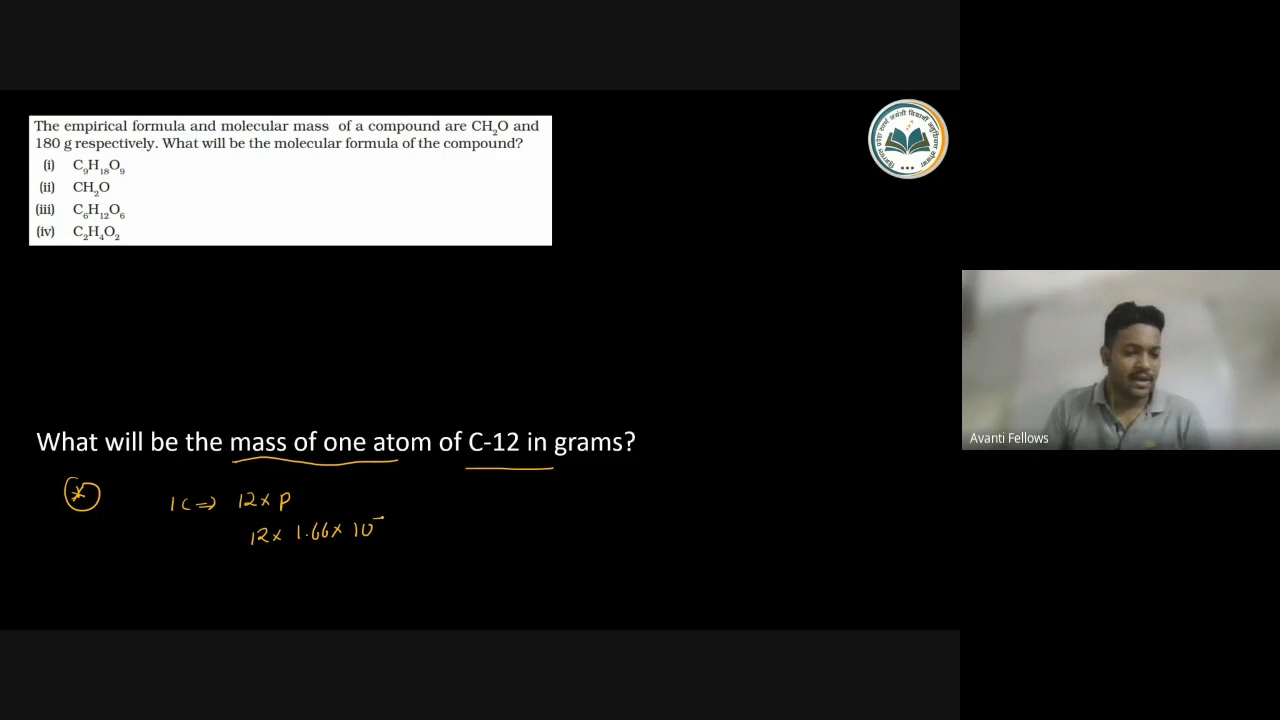 The empirical formula and molecular mass of a compound are CH₂O and
180 g respectively. What will be the molecular formula of the compound?
(i) C₉H₁₈O₉
(ii) CH₂O
(iii) C₆H₁₂O₆
(iv) C₂H₄O₂
What will be the mass of one atom of C-12 in grams?
1 C ⇒ 12 × p
12 × 1.66 × 10⁻
Avanti Fellows